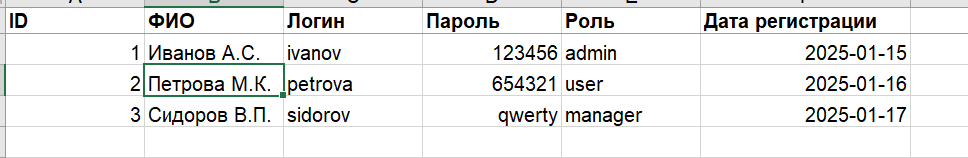 ID ФИО Логин Пароль Роль Дата регистрации
1 Иванов А.С. ivanov 123456 admin 2025-01-15
2 Петрова М.К. petrova 654321 user 2025-01-16
3 Сидоров В.П. sidorov qwerty manager 2025-01-17